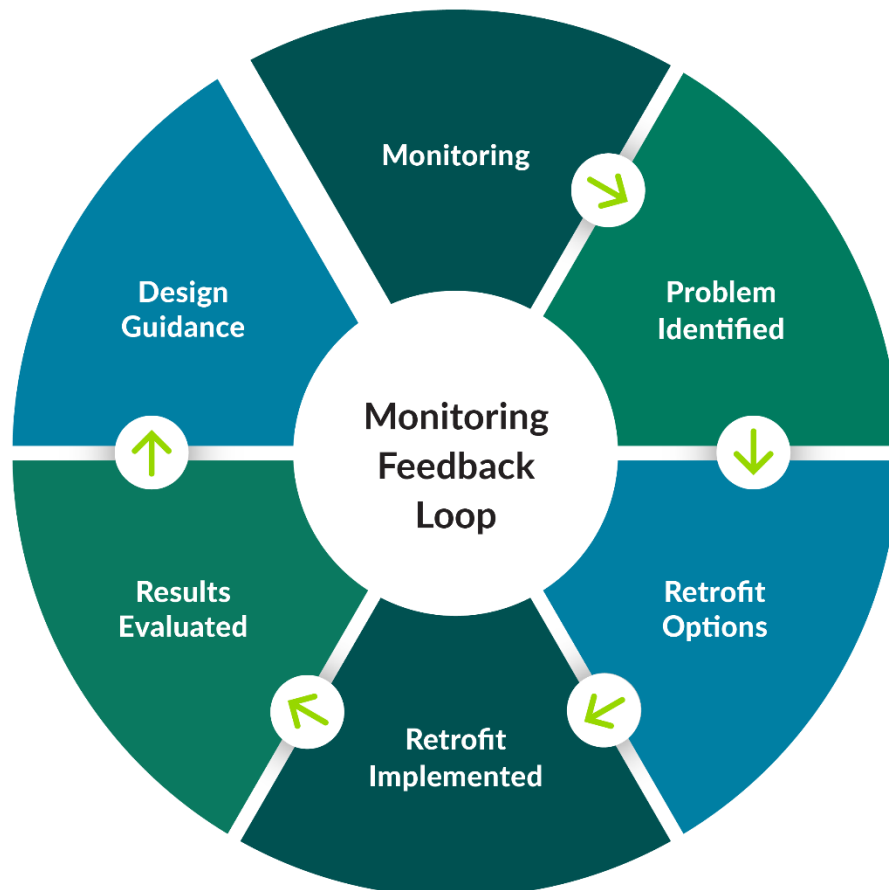 Monitoring
Problem
Identified
Retrofit
Options
Retrofit
Implemented
Results
Evaluated
Design
Guidance
Monitoring
Feedback
Loop